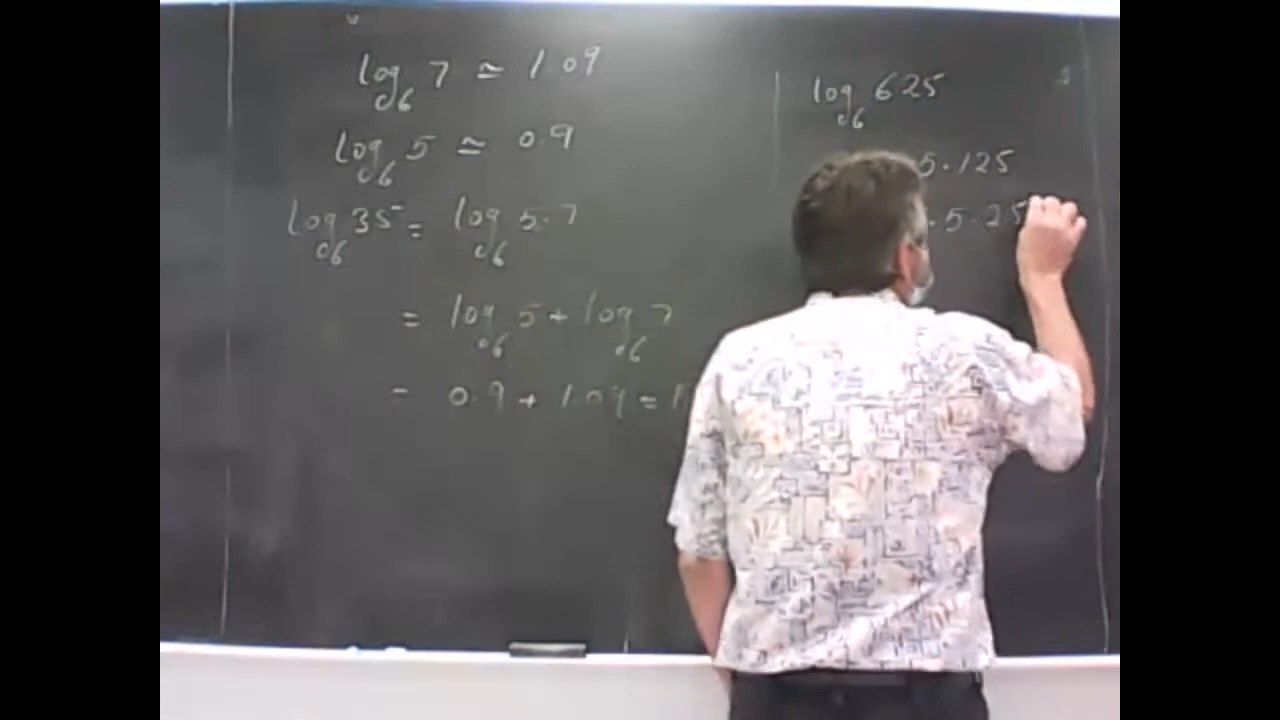 log₆ 7 ≃ 1.09
log₆ 5 ≃ 0.9
log₆ 35 = log₆ 5.7
= log₆ 5 + log₆ 7
- 0.9 + 1.09 = 1
log₆ 625
5.125
.5.25